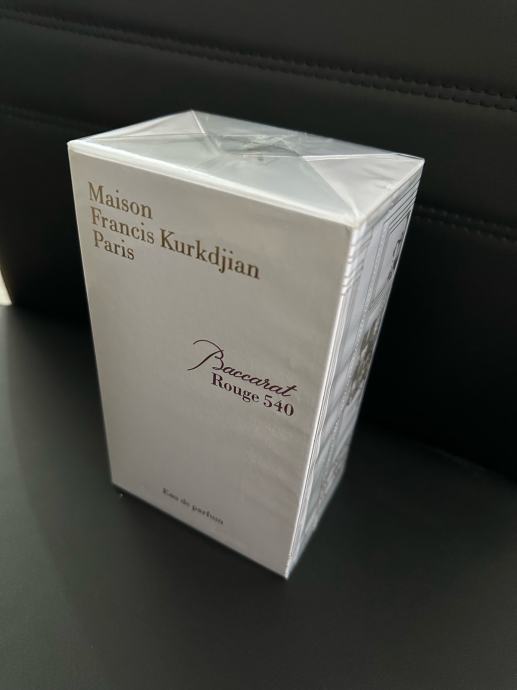 Maison
Francis Kurkdjian
Paris
Baccarat
Rouge 540
Eau de parfum